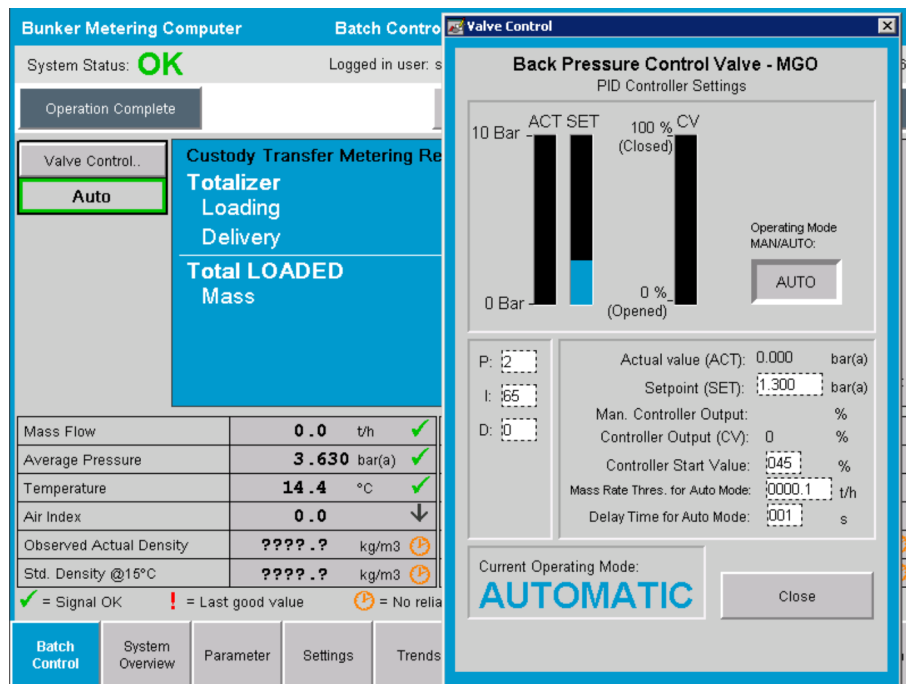 Bunker Metering Computer Batch Contro
System Status: OK Logged in user: s
Operation Complete
Valve Control..
Auto
Custody Transfer Metering Re
Totalizer
Loading
Delivery
Total LOADED
Mass
Mass Flow 0.0 t/h
Average Pressure 3.630 bar(a)
Temperature 14.4 °C
Air Index 0.0
Observed Actual Density ????.? kg/m3
Std. Density @15°C ????.? kg/m3
= Signal OK ! = Last good value = No relia
Batch Control
System Overview
Parameter
Settings
Trends
Valve Control
Back Pressure Control Valve - MGO
PID Controller Settings
ACT SET CV
10 Bar 100 %
(Closed)
Operating Mode
MAN/AUTO:
AUTO
0 Bar 0 %
(Opened)
P: 2
I: 65
D: 0
Actual value (ACT): 0.000 bar(a)
Setpoint (SET): 1.300 bar(a)
Man. Controller Output: %
Controller Output (CV): 0 %
Controller Start Value: 045 %
Mass Rate Thres. for Auto Mode: 0000.1 t/h
Delay Time for Auto Mode: 001 s
Current Operating Mode:
AUTOMATIC
Close